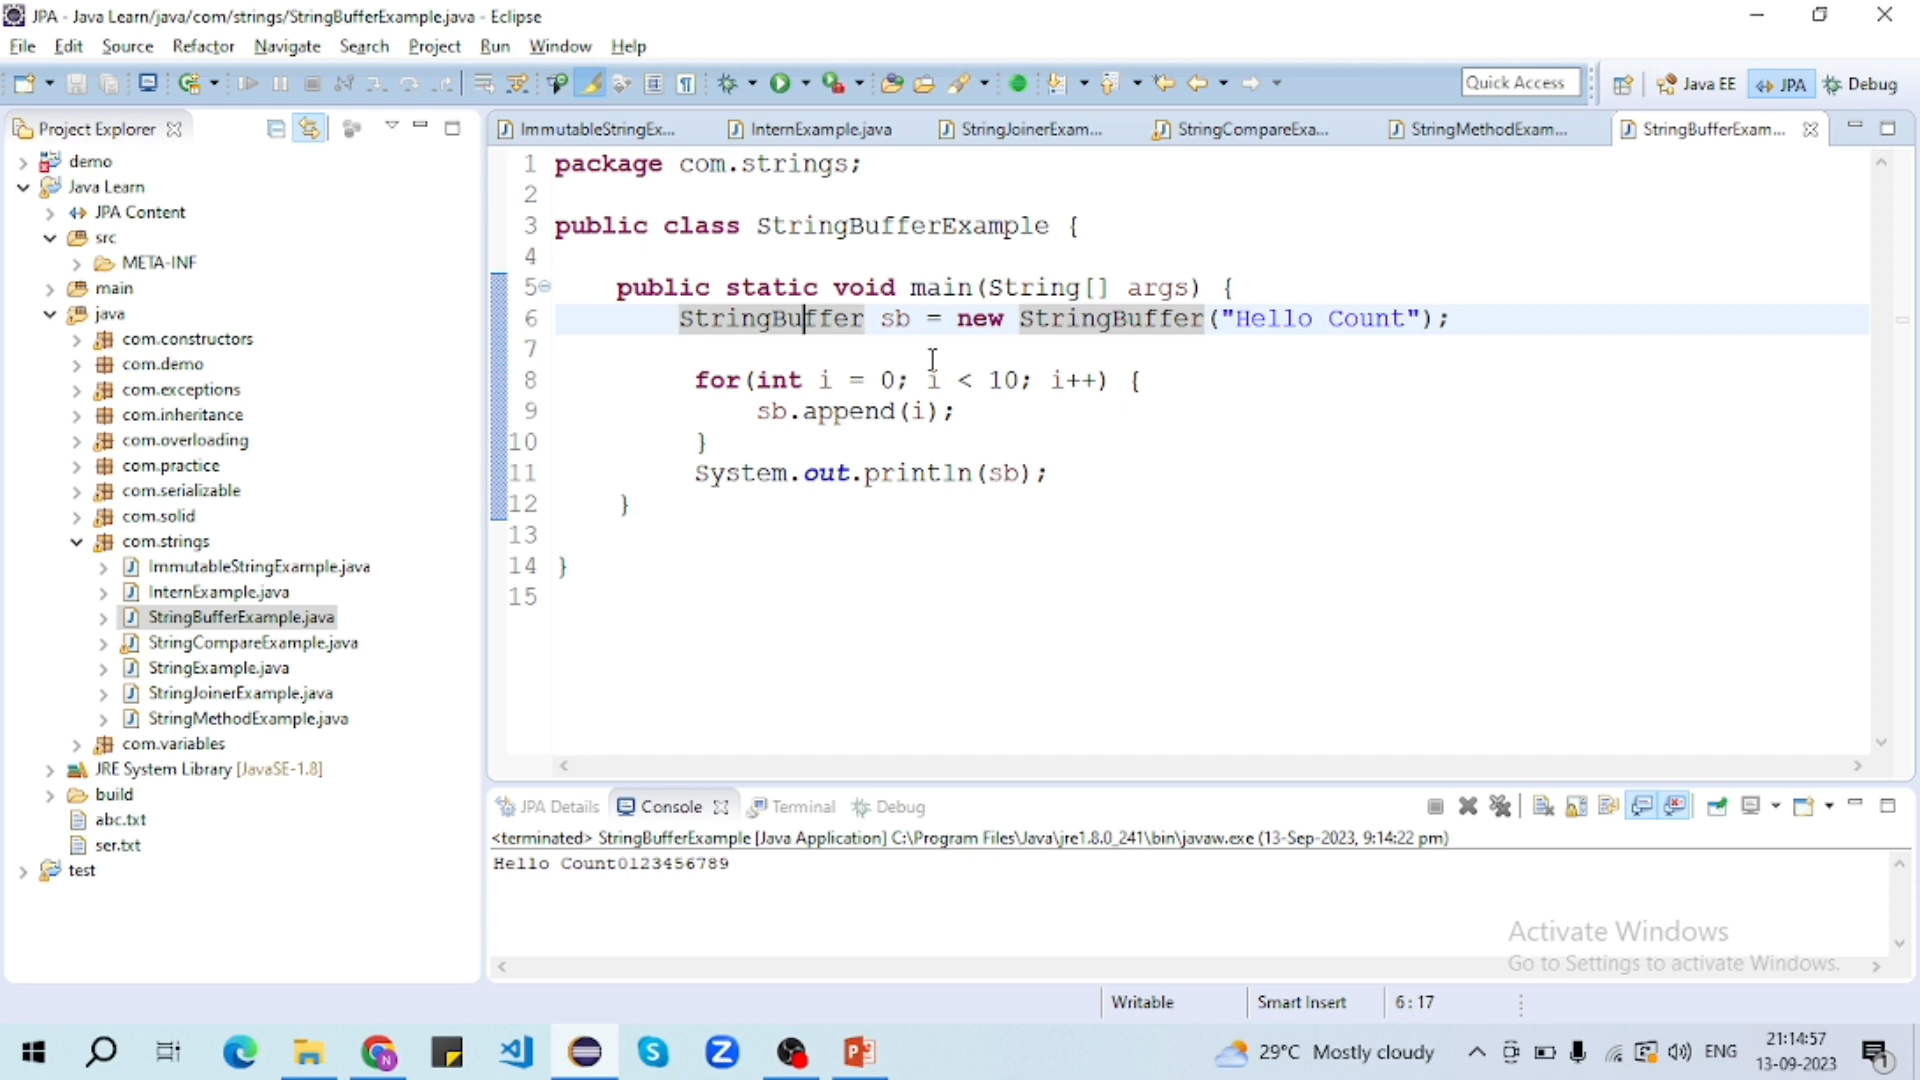 JPA - Java Learn/java/com/strings/StringBufferExample.java - Eclipse
File Edit Source Refactor Navigate Search Project Run Window Help
Quick Access Java EE JPA Debug
Project Explorer
demo
Java Learn
JPA Content
src
META-INF
main
java
com.constructors
com.demo
com.exceptions
com.inheritance
com.overloading
com.practice
com.serializable
com.solid
com.strings
ImmutableStringExample.java
InternExample.java
StringBufferExample.java
StringCompareExample.java
StringExample.java
StringJoinerExample.java
StringMethodExample.java
com.variables
JRE System Library [JavaSE-1.8]
build
abc.txt
ser.txt
test
ImmutableStringEx... InternExample.java StringJoinerExam... StringCompareExa... StringMethodExam... StringBufferExam...
1 package com.strings;
2
3 public class StringBufferExample {
4
5 public static void main(String[] args) {
6 StringBuffer sb = new StringBuffer("Hello Count");
7
8 for(int i = 0; i < 10; i++) {
9 sb.append(i);
10 }
11 System.out.println(sb);
12 }
13
14 }
15
JPA Details Console Terminal Debug
<terminated> StringBufferExample [Java Application] C:\Program Files\Java\jre1.8.0_241\bin\javaw.exe (13-Sep-2023, 9:14:22 pm)
Hello Count0123456789
Activate Windows
Go to Settings to activate Windows.
Writable Smart Insert 6 : 17
29°C Mostly cloudy ENG 21:14:57
13-09-2023
1